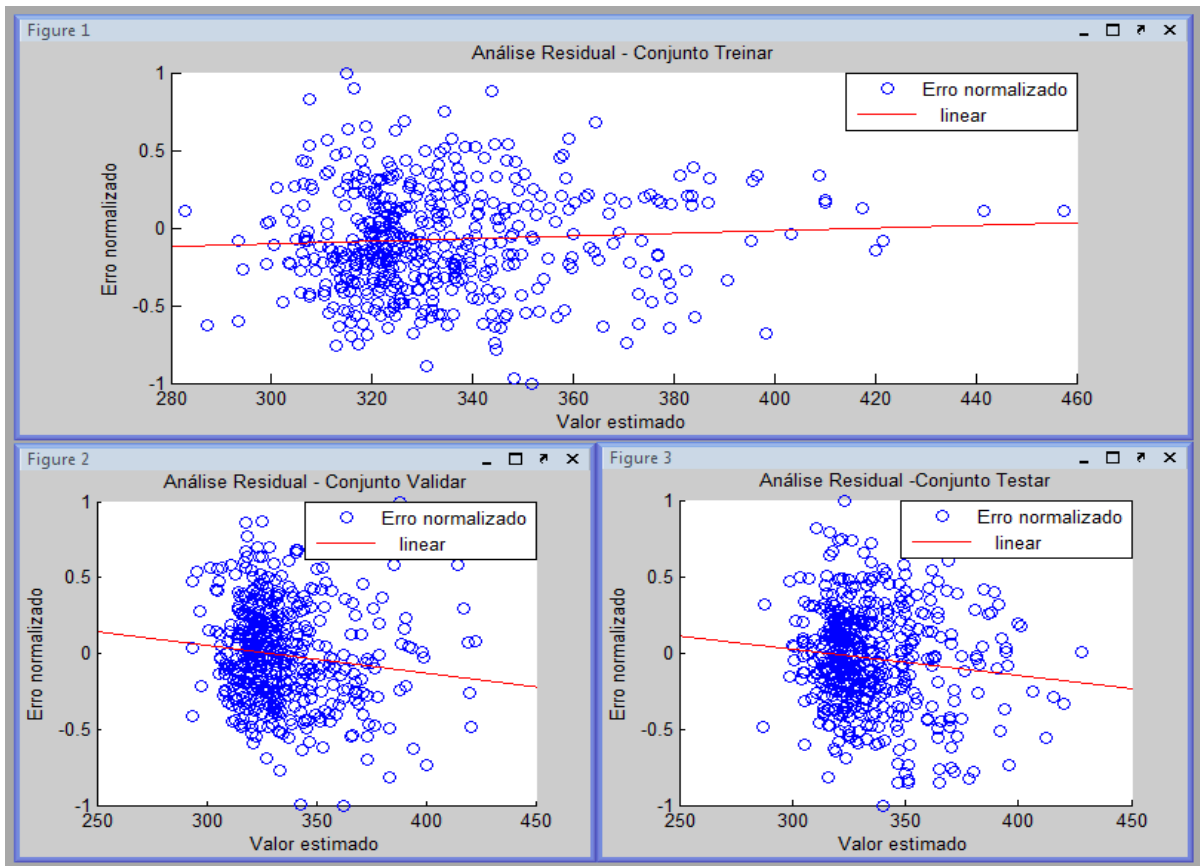 Figure 1
Análise Residual - Conjunto Treinar
Erro normalizado
linear
1
0.5
0
-0.5
-1
Erro normalizado
280 300 320 340 360 380 400 420 440 460
Valor estimado
Figure 2
Análise Residual - Conjunto Validar
Erro normalizado
linear
1
0.5
0
-0.5
-1
Erro normalizado
250 300 350 400 450
Valor estimado
Figure 3
Análise Residual -Conjunto Testar
Erro normalizado
linear
1
0.5
0
-0.5
-1
Erro normalizado
250 300 350 400 450
Valor estimado